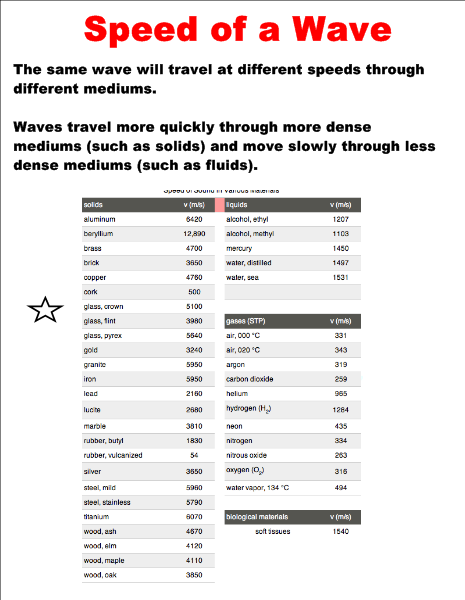 Speed of a Wave
The same wave will travel at different speeds through
different mediums.
Waves travel more quickly through more dense
mediums (such as solids) and move slowly through less
dense mediums (such as fluids).
Speed of Sound in Various Materials
solids v (m/s) liquids v (m/s)
aluminum 6420 alcohol, ethyl 1207
beryllium 12,890 alcohol, methyl 1103
brass 4700 mercury 1450
brick 3650 water, distilled 1497
copper 4760 water, sea 1531
cork 500
glass, crown 5100
glass, flint 3980 gases (STP) v (m/s)
glass, pyrex 5640 air, 000 °C 331
gold 3240 air, 020 °C 343
granite 5950 argon 319
iron 5950 carbon dioxide 259
lead 2160 helium 965
lucite 2680 hydrogen (H2) 1284
marble 3810 neon 435
rubber, butyl 1830 nitrogen 334
rubber, vulcanized 54 nitrous oxide 263
silver 3650 oxygen (O2) 316
steel, mild 5960 water vapor, 134 °C 494
steel, stainless 5790
titanium 6070 biological materials v (m/s)
wood, ash 4670 soft tissues 1540
wood, elm 4120
wood, maple 4110
wood, oak 3850